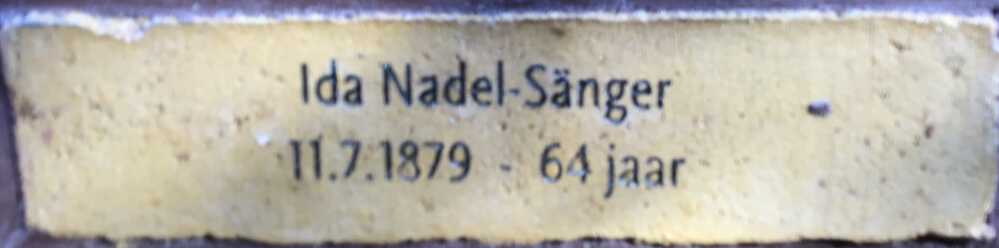 Ida Nadel-Sänger
11.7.1879 - 64 jaar